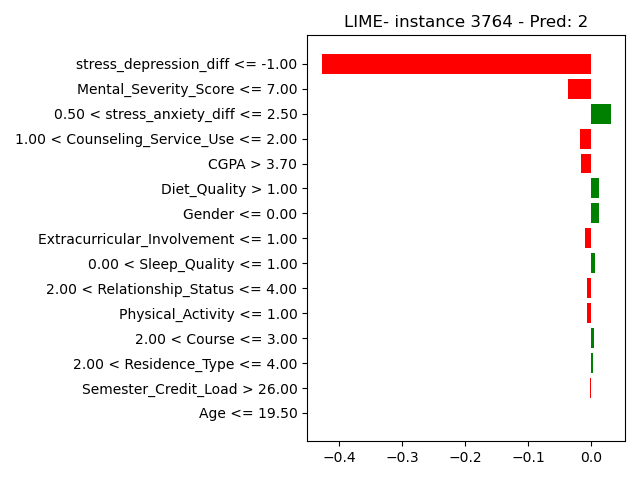 LIME- instance 3764 - Pred: 2
stress_depression_diff <= -1.00
Mental_Severity_Score <= 7.00
0.50 < stress_anxiety_diff <= 2.50
1.00 < Counseling_Service_Use <= 2.00
CGPA > 3.70
Diet_Quality > 1.00
Gender <= 0.00
Extracurricular_Involvement <= 1.00
0.00 < Sleep_Quality <= 1.00
2.00 < Relationship_Status <= 4.00
Physical_Activity <= 1.00
2.00 < Course <= 3.00
2.00 < Residence_Type <= 4.00
Semester_Credit_Load > 26.00
Age <= 19.50
−0.4 −0.3 −0.2 −0.1 0.0